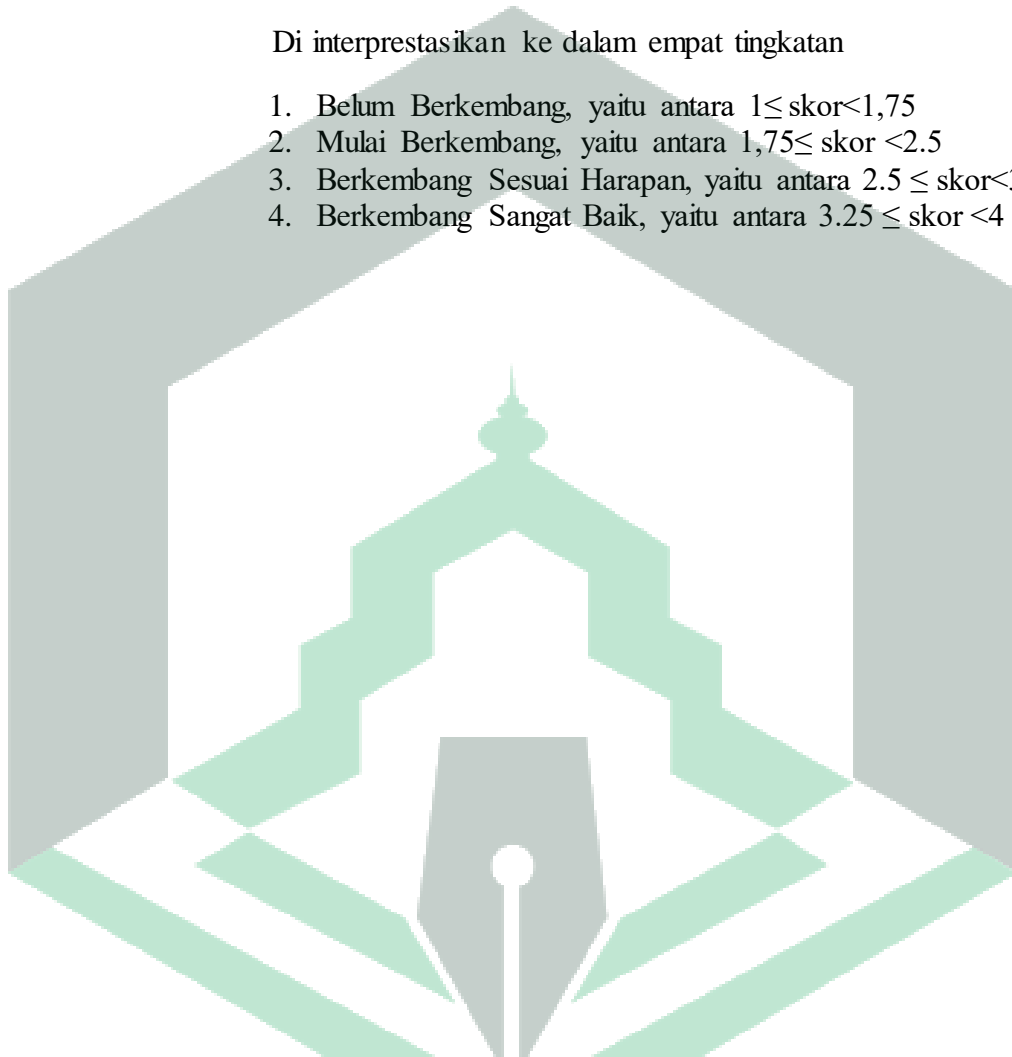 Di interprestasikan ke dalam empat tingkatan
1. Belum Berkembang, yaitu antara 1≤ skor<1,75
2. Mulai Berkembang, yaitu antara 1,75≤ skor <2.5
3. Berkembang Sesuai Harapan, yaitu antara 2.5 ≤ skor<
4. Berkembang Sangat Baik, yaitu antara 3.25 ≤ skor <4